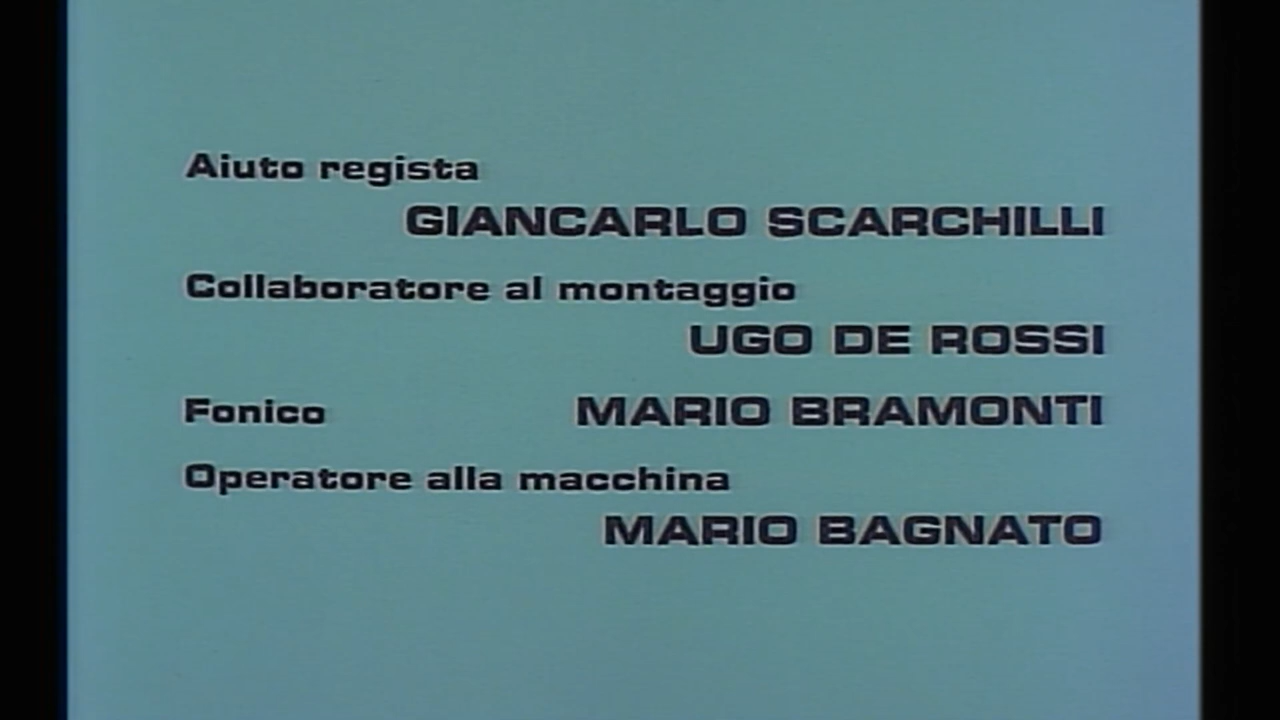 Aiuto regista
GIANCARLO SCARCHILLI
Collaboratore al montaggio
UGO DE ROSSI
Fonico MARIO BRAMONTI
Operatore alla macchina
MARIO BAGNATO